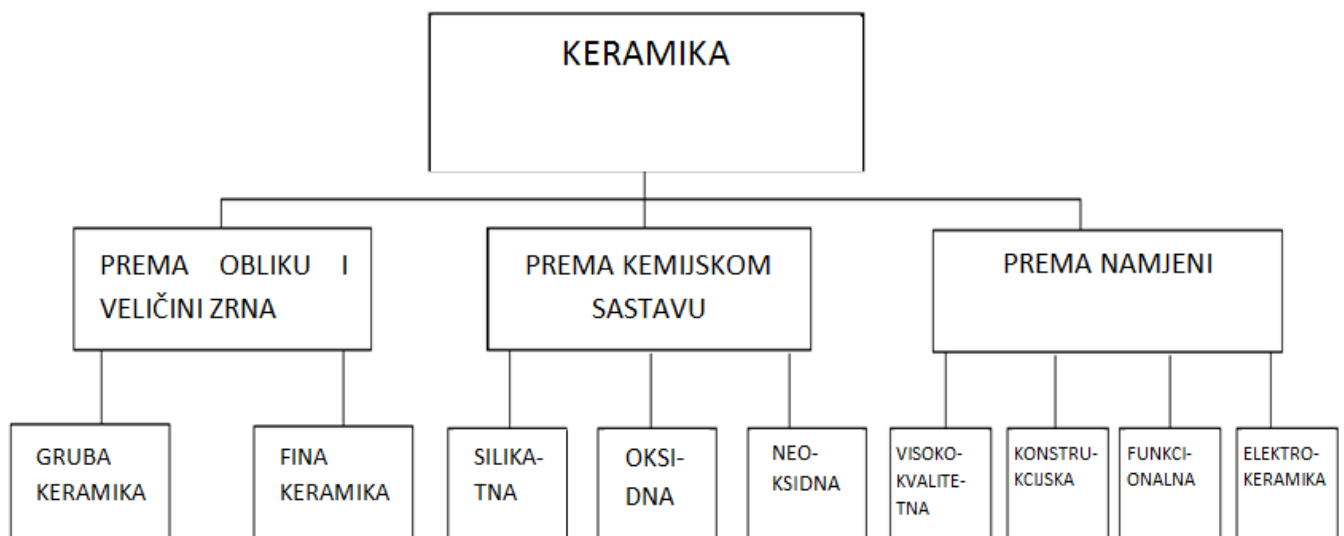 KERAMIKA
PREMA OBLIKU I
VELIČINI ZRNA
PREMA KEMIJSKOM
SASTAVU
PREMA NAMJENI
GRUBA
KERAMIKA
FINA
KERAMIKA
SILIKA-
TNA
OKSI-
DNA
NEO-
KSIDNA
VISOKO-
KVALITE-
TNA
KONSTRU-
KCIJSKA
FUNKCI-
ONALNA
ELEKTRO-
KERAMIKA